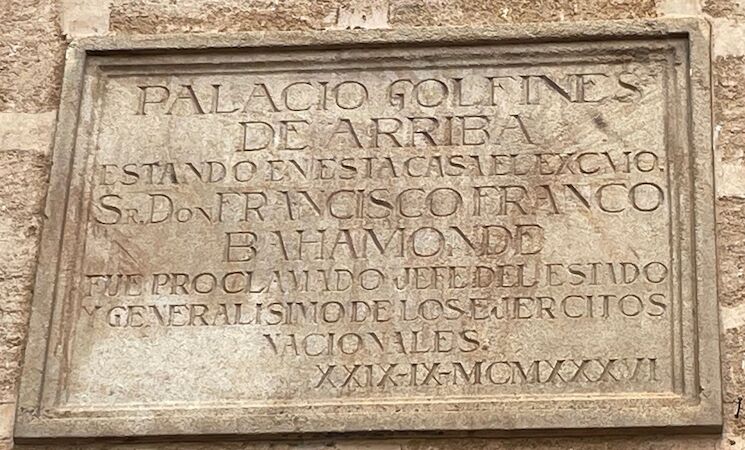 PALACIO GOLFINES
DE ARRIBA
ESTANDO EN ESTA CASA EL EXCMO.
SR. DON FRANCISCO FRANCO
BAHAMONDE
FUE PROCLAMADO JEFE DEL ESTADO
Y GENERALISIMO DE LOS EJERCITOS
NACIONALES.
XXIX-IX-MCMXXXVI